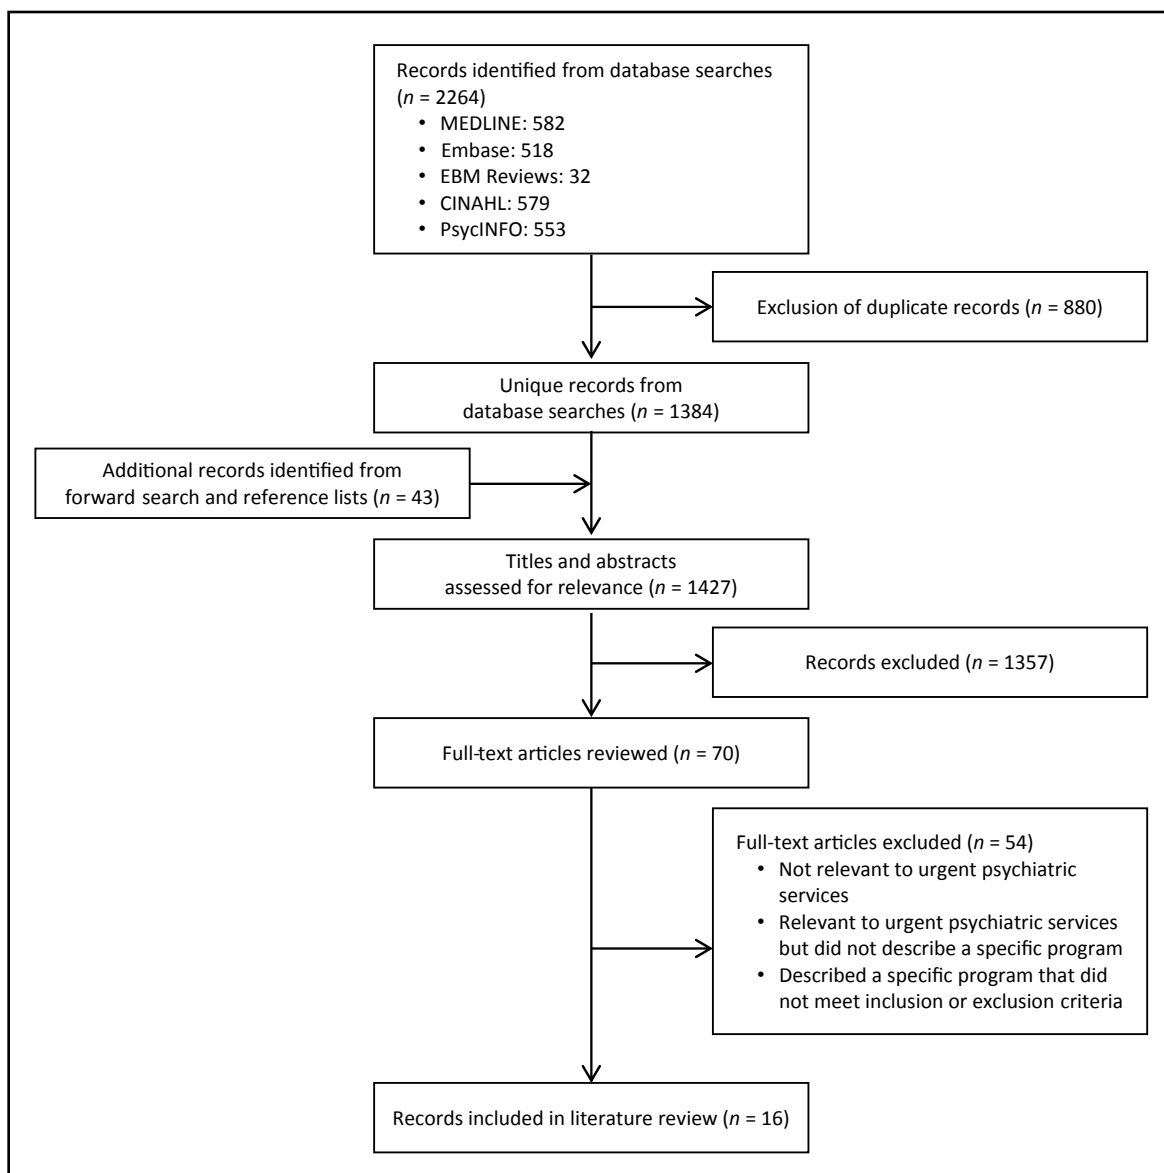 Records identified from database searches
(n = 2264)
• MEDLINE: 582
• Embase: 518
• EBM Reviews: 32
• CINAHL: 579
• PsycINFO: 553
Exclusion of duplicate records (n = 880)
Unique records from
database searches (n = 1384)
Additional records identified from
forward search and reference lists (n = 43)
Titles and abstracts
assessed for relevance (n = 1427)
Records excluded (n = 1357)
Full-text articles reviewed (n = 70)
Full-text articles excluded (n = 54)
• Not relevant to urgent psychiatric
services
• Relevant to urgent psychiatric services
but did not describe a specific program
• Described a specific program that did
not meet inclusion or exclusion criteria
Records included in literature review (n = 16)